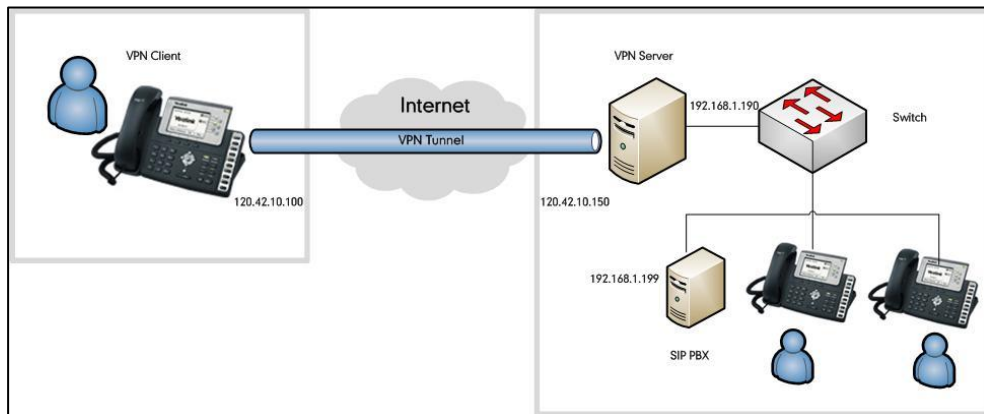 VPN Client
VPN Server
Internet
192.168.1.190
Switch
VPN Tunnel
120.42.10.100
120.42.10.150
192.168.1.199
SIP PBX